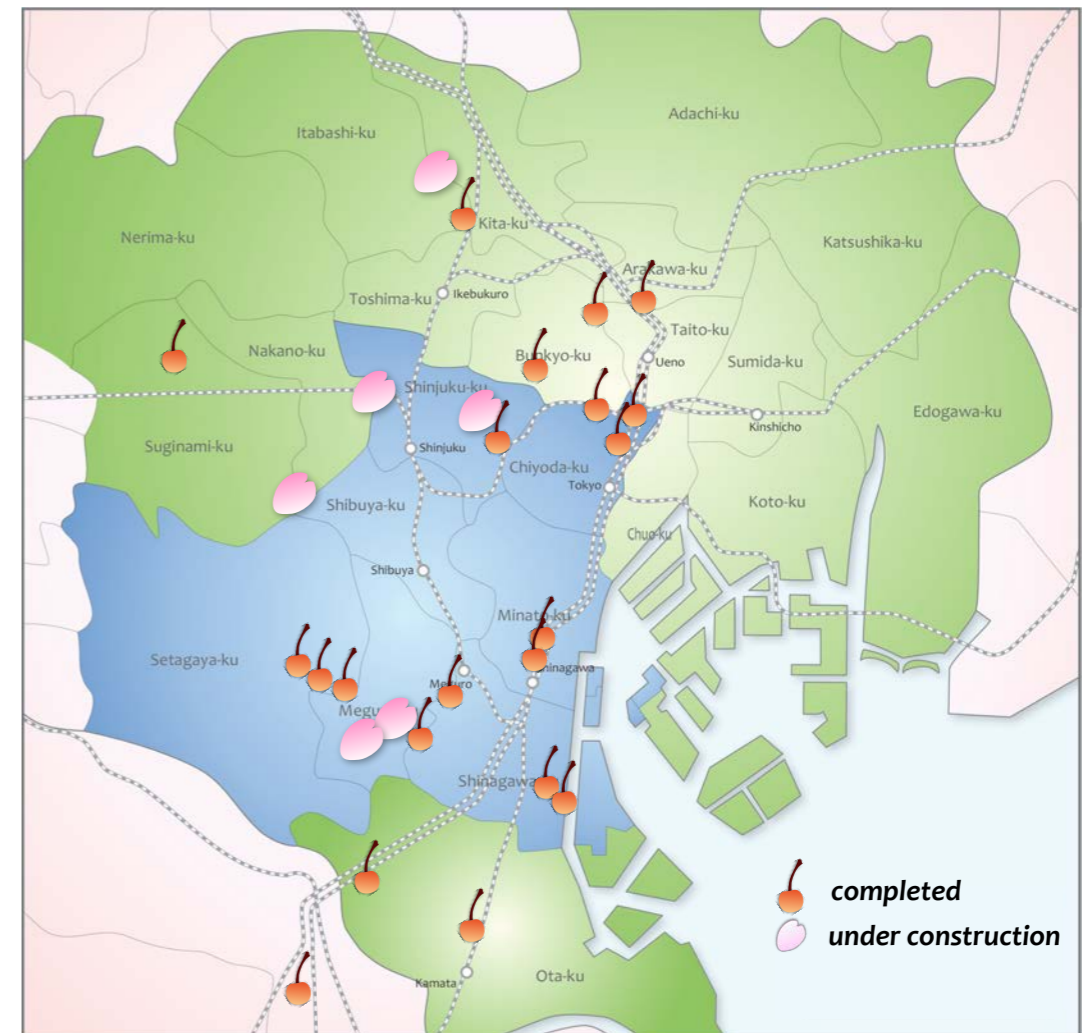 Adachi-ku
Itabashi-ku
Kita-ku
Nerima-ku
Katsushika-ku
Arakawa-ku
Toshima-ku
Ikebukuro
Taito-ku
Nakano-ku
Bunkyo-ku
Ueno
Sumida-ku
Shinjuku-ku
Edogawa-ku
Kinshicho
Suginami-ku
Shinjuku
Chiyoda-ku
Tokyo
Koto-ku
Shibuya-ku
Chuo-ku
Shibuya
Minato-ku
Setagaya-ku
Shinagawa
Meguro
Megu
Shinagawa
completed
under construction
Ota-ku
Kamata